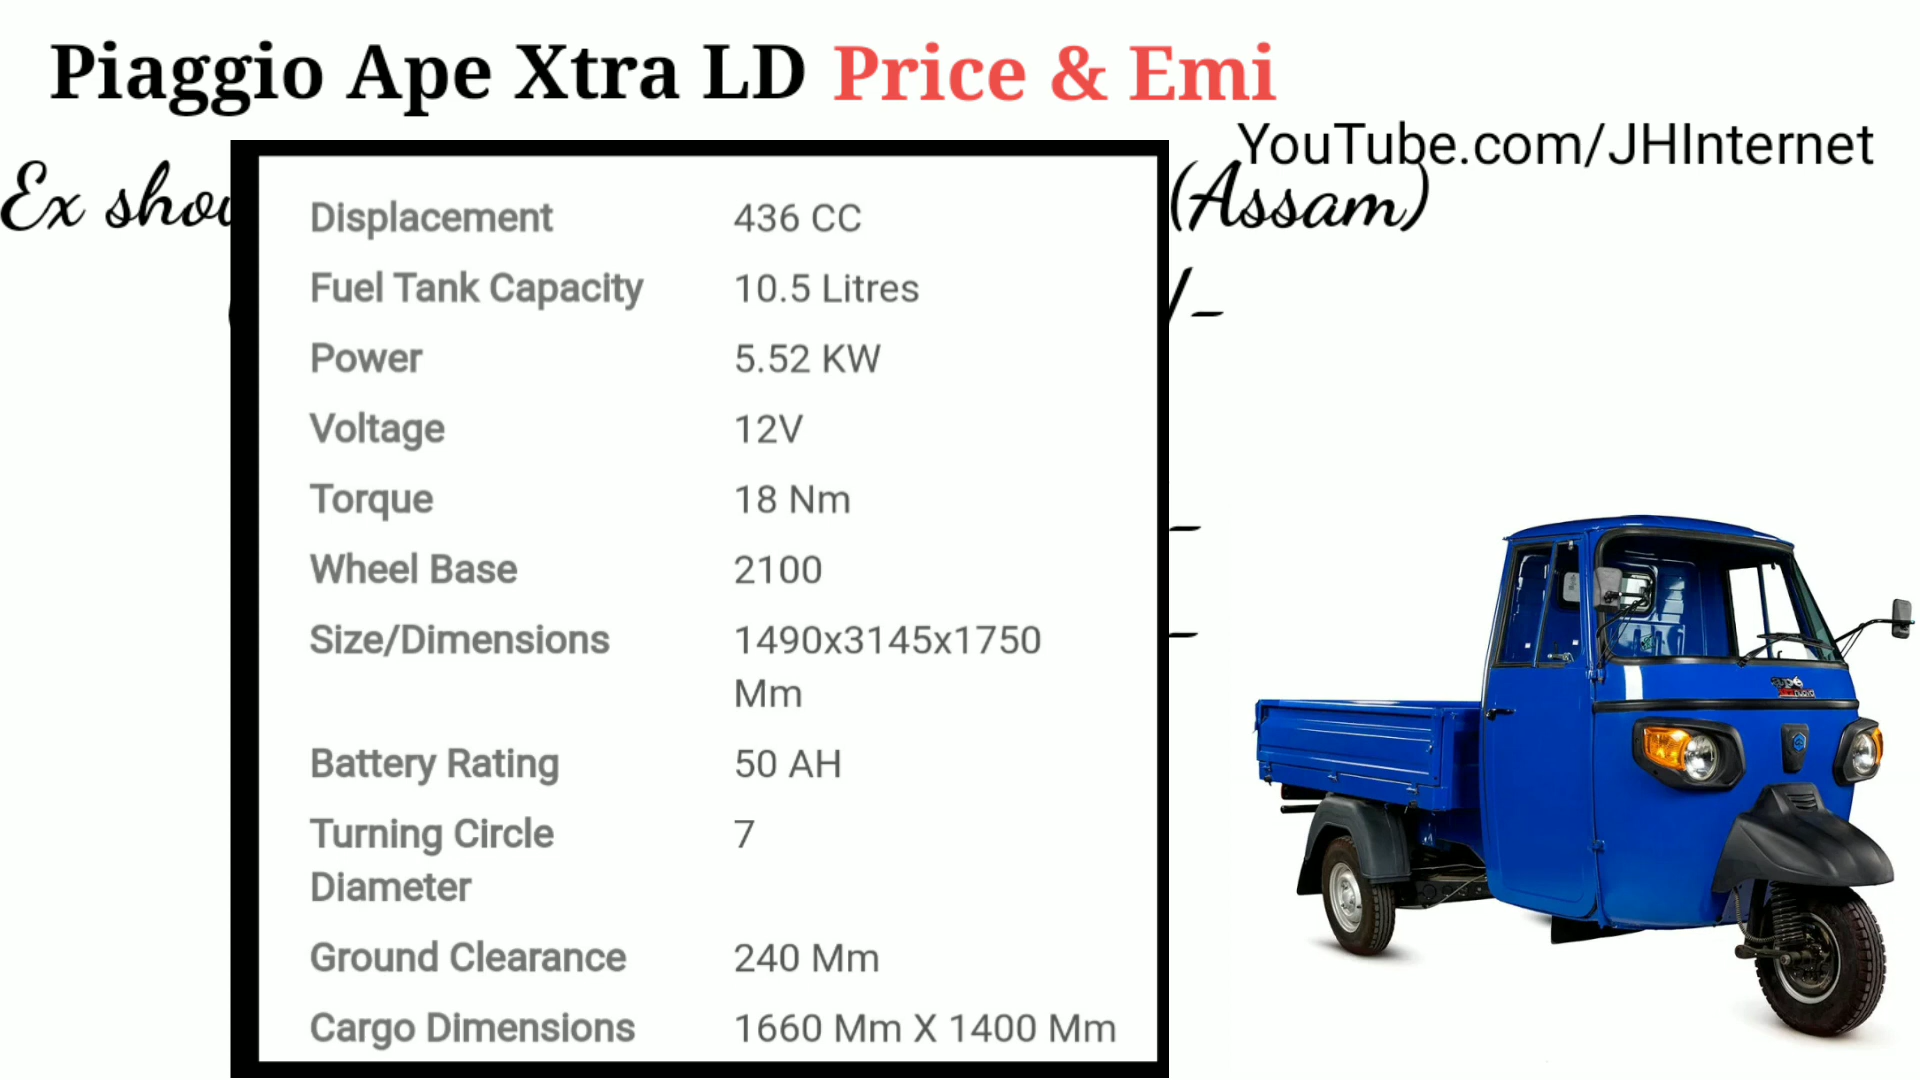 Piaggio Ape Xtra LD Price & Emi
YouTube.com/JHInternet
Ex (Assam)
/-
-
-
Displacement 436 CC
Fuel Tank Capacity 10.5 Litres
Power 5.52 KW
Voltage 12V
Torque 18 Nm
Wheel Base 2100
Size/Dimensions 1490x3145x1750
Mm
Battery Rating 50 AH
Turning Circle 7
Diameter
Ground Clearance 240 Mm
Cargo Dimensions 1660 Mm X 1400 Mm